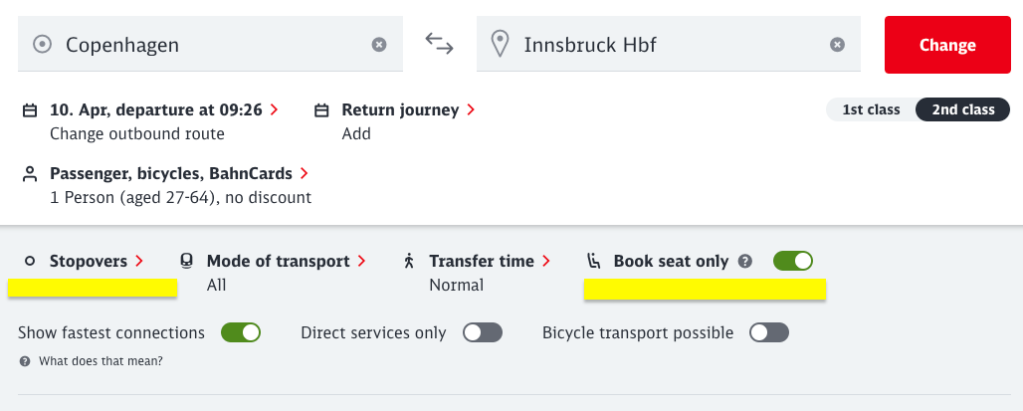 Copenhagen
Innsbruck Hbf
Change
10. Apr, departure at 09:26
Change outbound route
Return journey
Add
1st class
2nd class
Passenger, bicycles, BahnCards
1 Person (aged 27-64), no discount
Stopovers
Mode of transport
All
Transfer time
Normal
Book seat only
Show fastest connections
Direct services only
Bicycle transport possible
What does that mean?